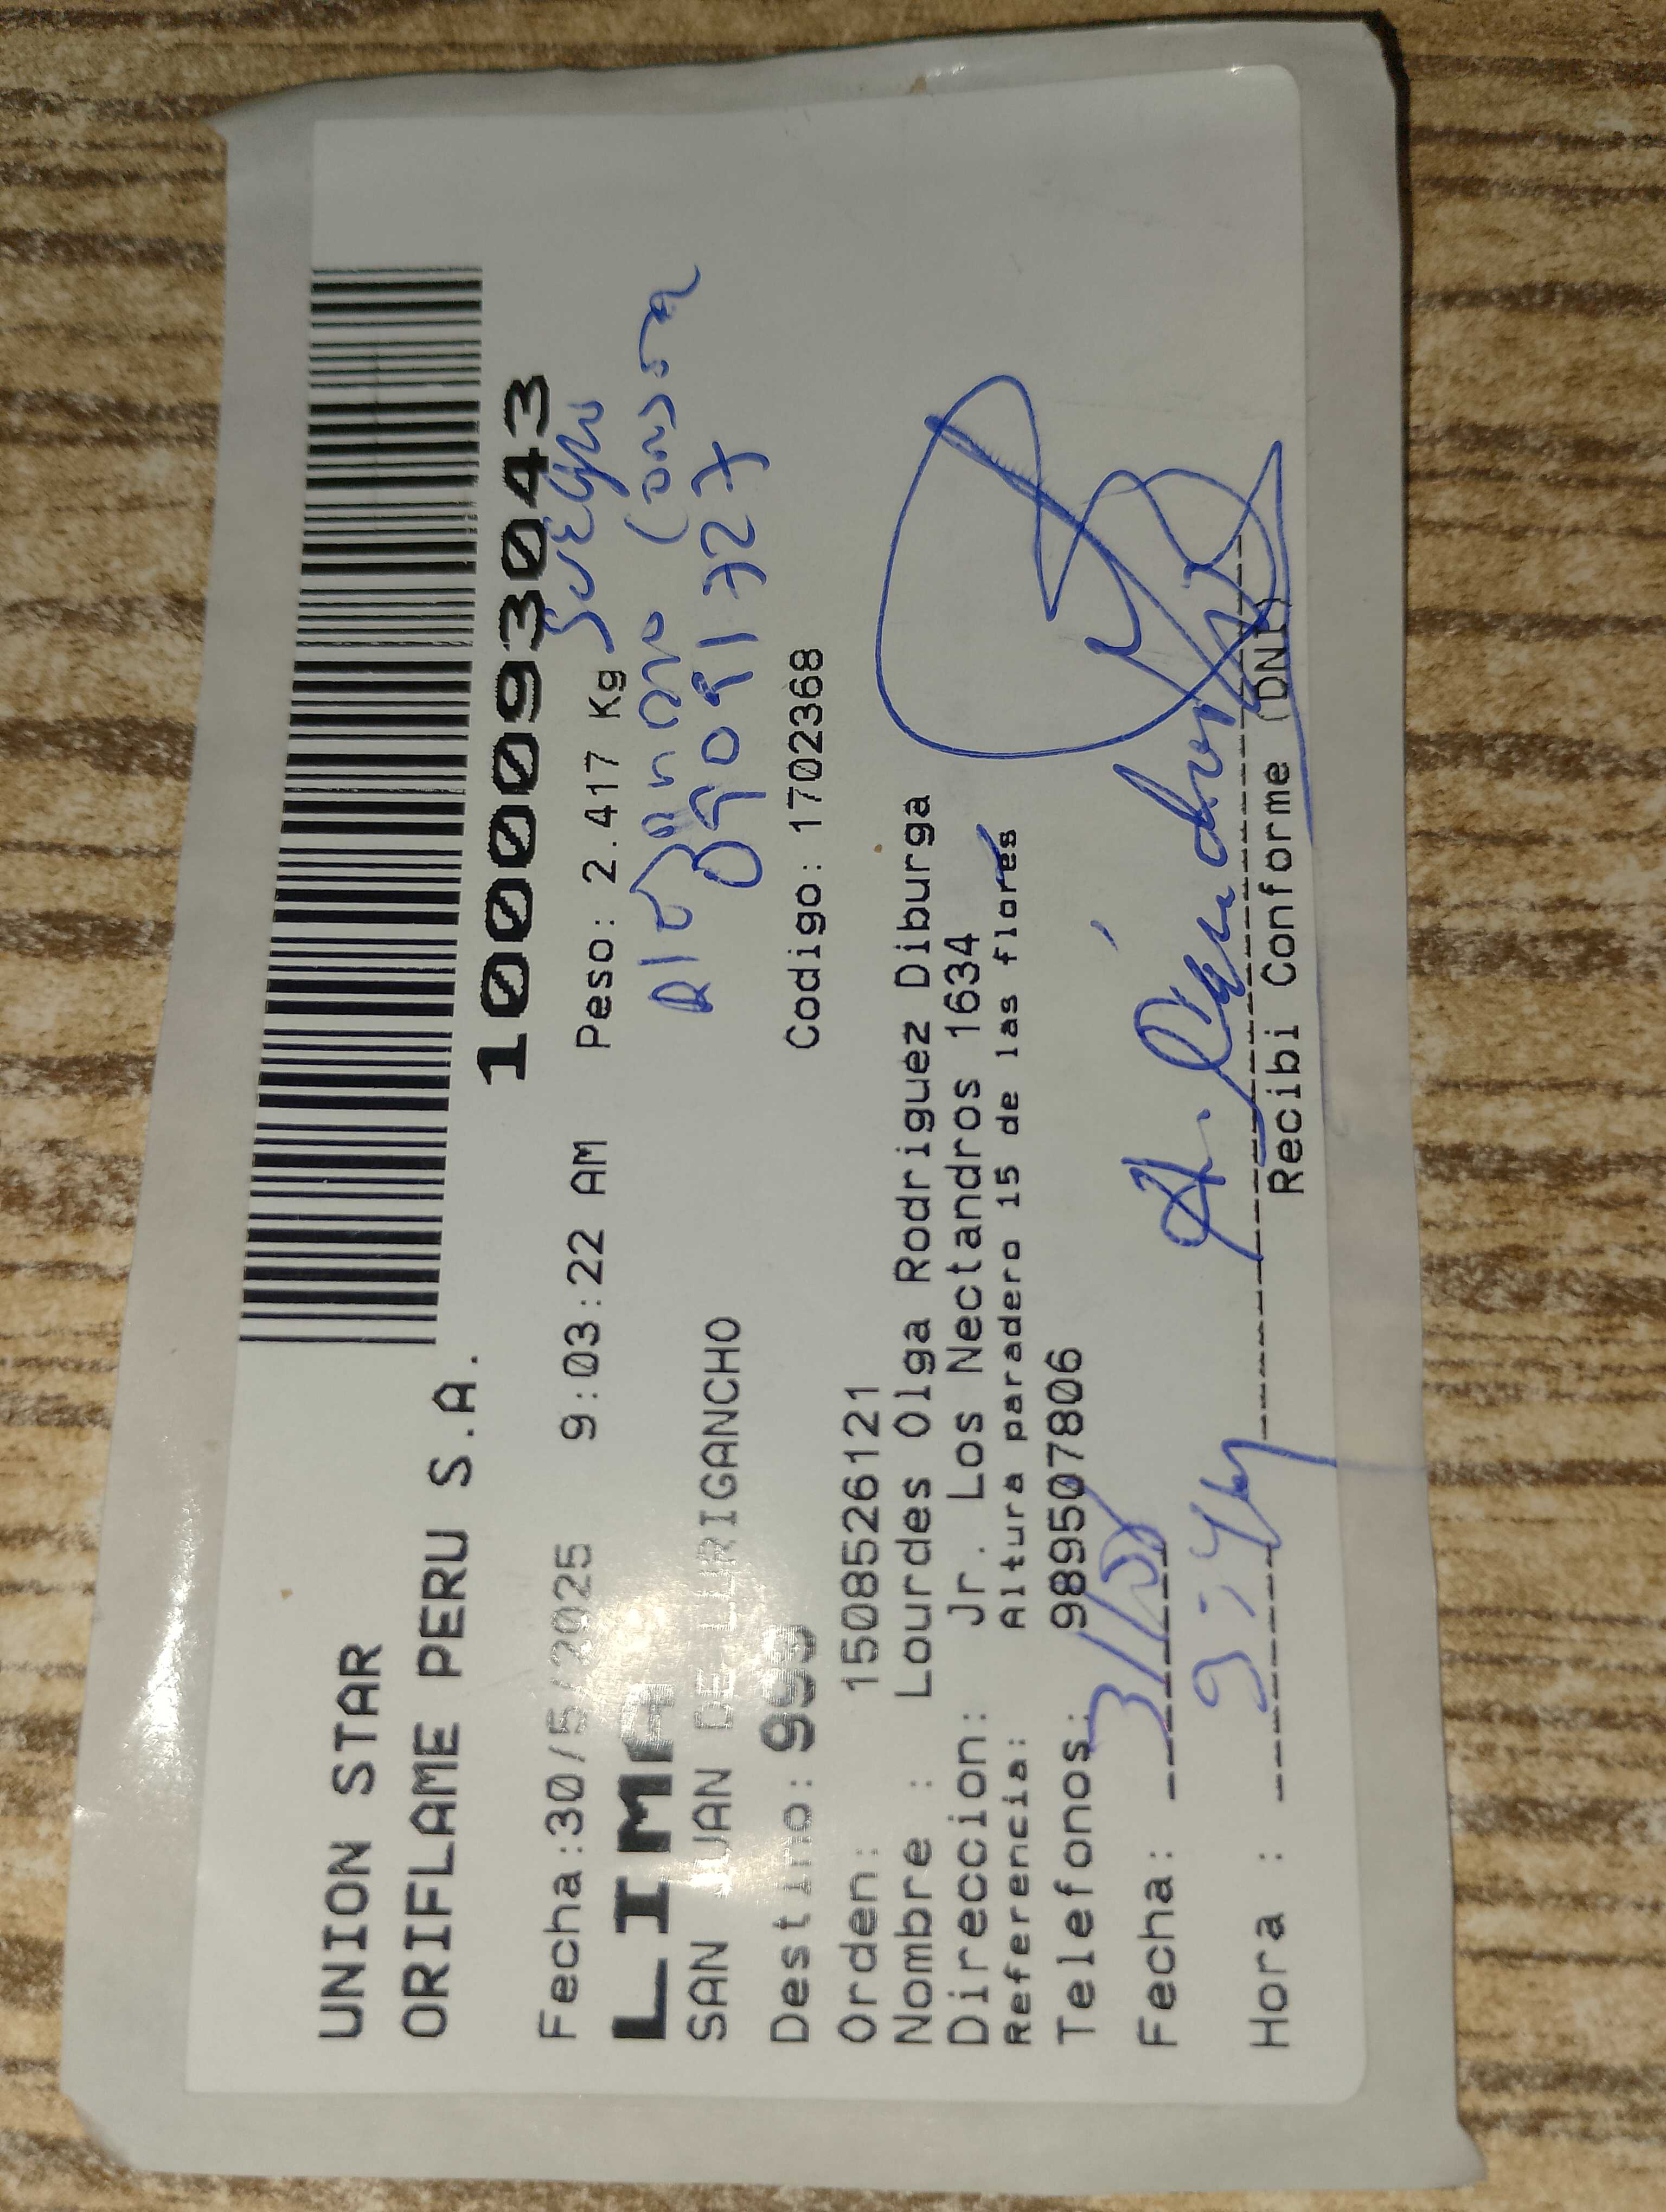 UNION STAR
ORIFLAME PERU S.A.
1000093043
Fecha:30/5/2025 9:03:22 AM Peso: 2.417 Kg
LIMA
SAN JUAN DE LURIGANCHO
Destino: 999 Codigo: 1702368
Orden: 1508526121
Nombre : Lourdes Olga Rodriguez Diburga
Direccion: Jr. Los Nectandros 1634
Referencia: Altura paradero 15 de las flores
Telefonos: 989507806
Fecha:
Hora :
Recibi Conforme (DNI)